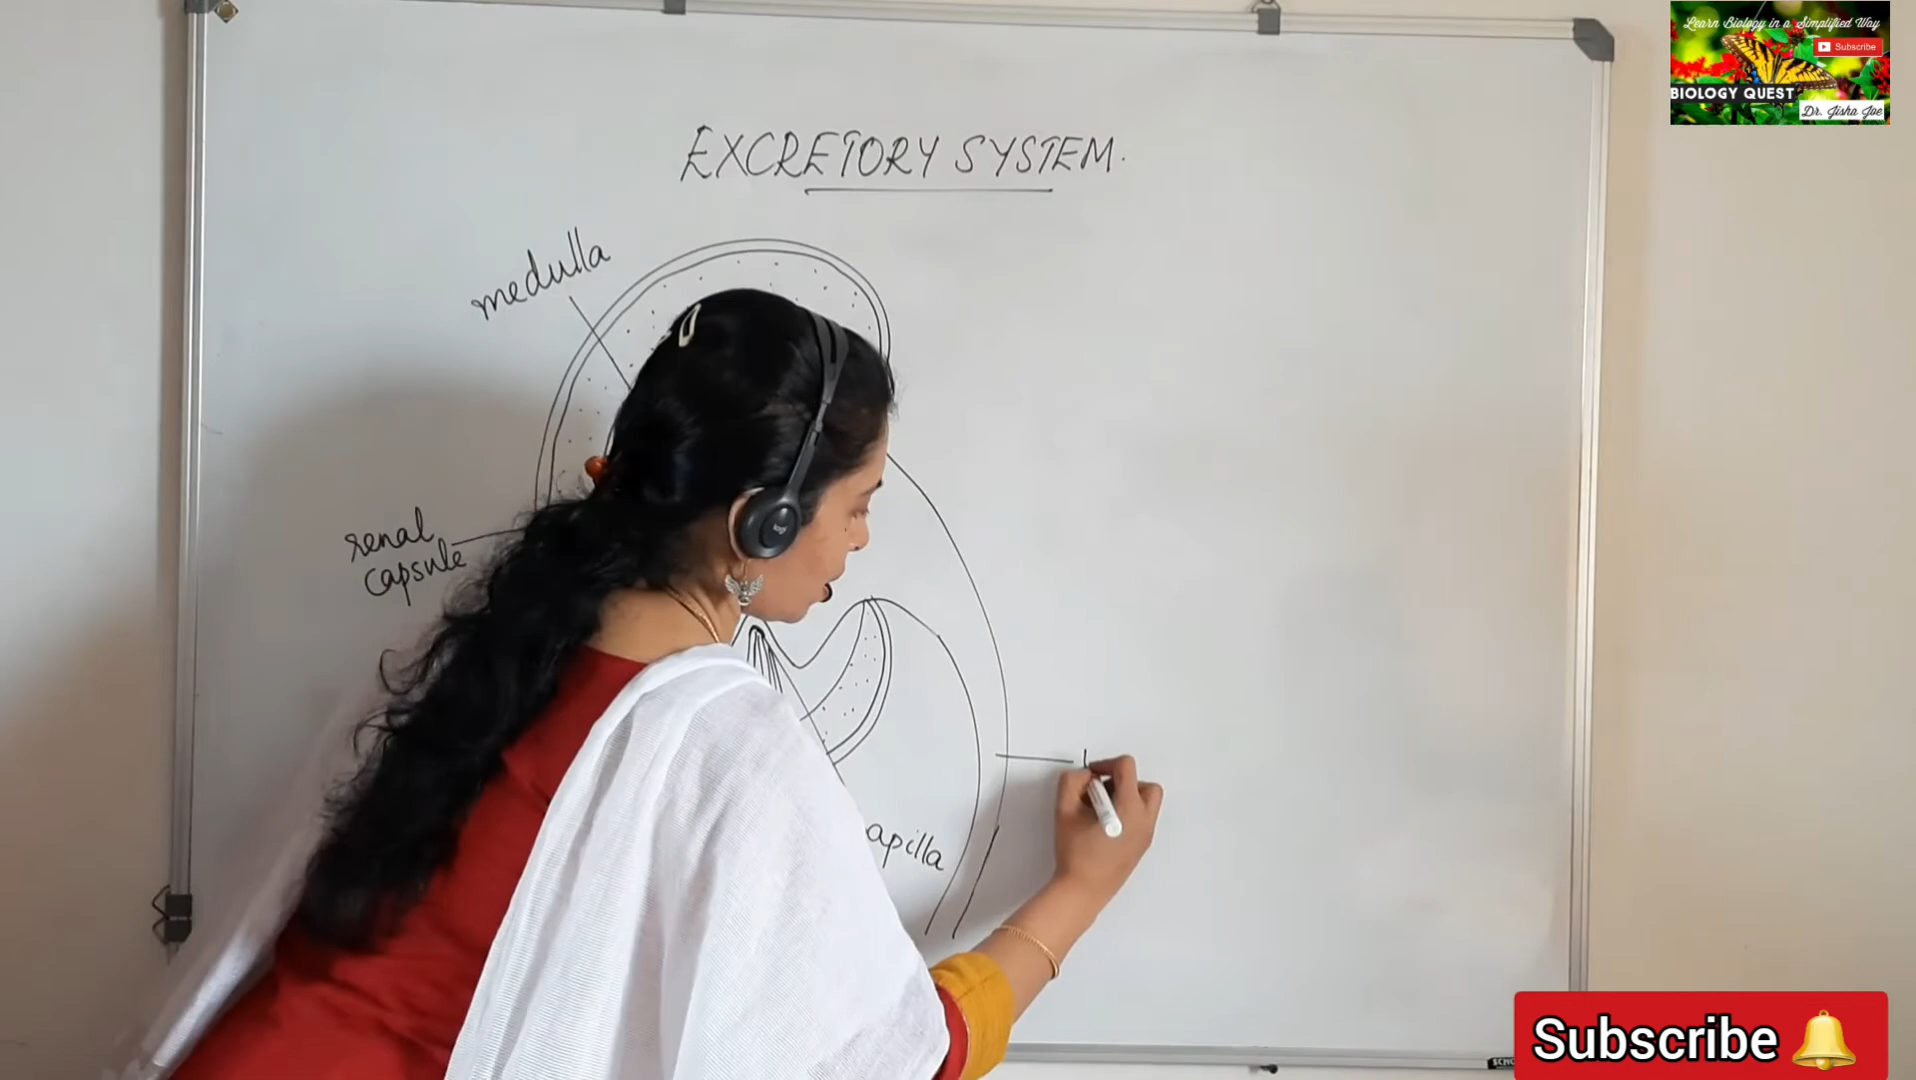 Learn Biology in a Simplified Way
Subscribe
BIOLOGY QUEST
Dr. Jisha Joe
EXCRETORY SYSTEM.
medulla
renal
capsule
apilla
Subscribe